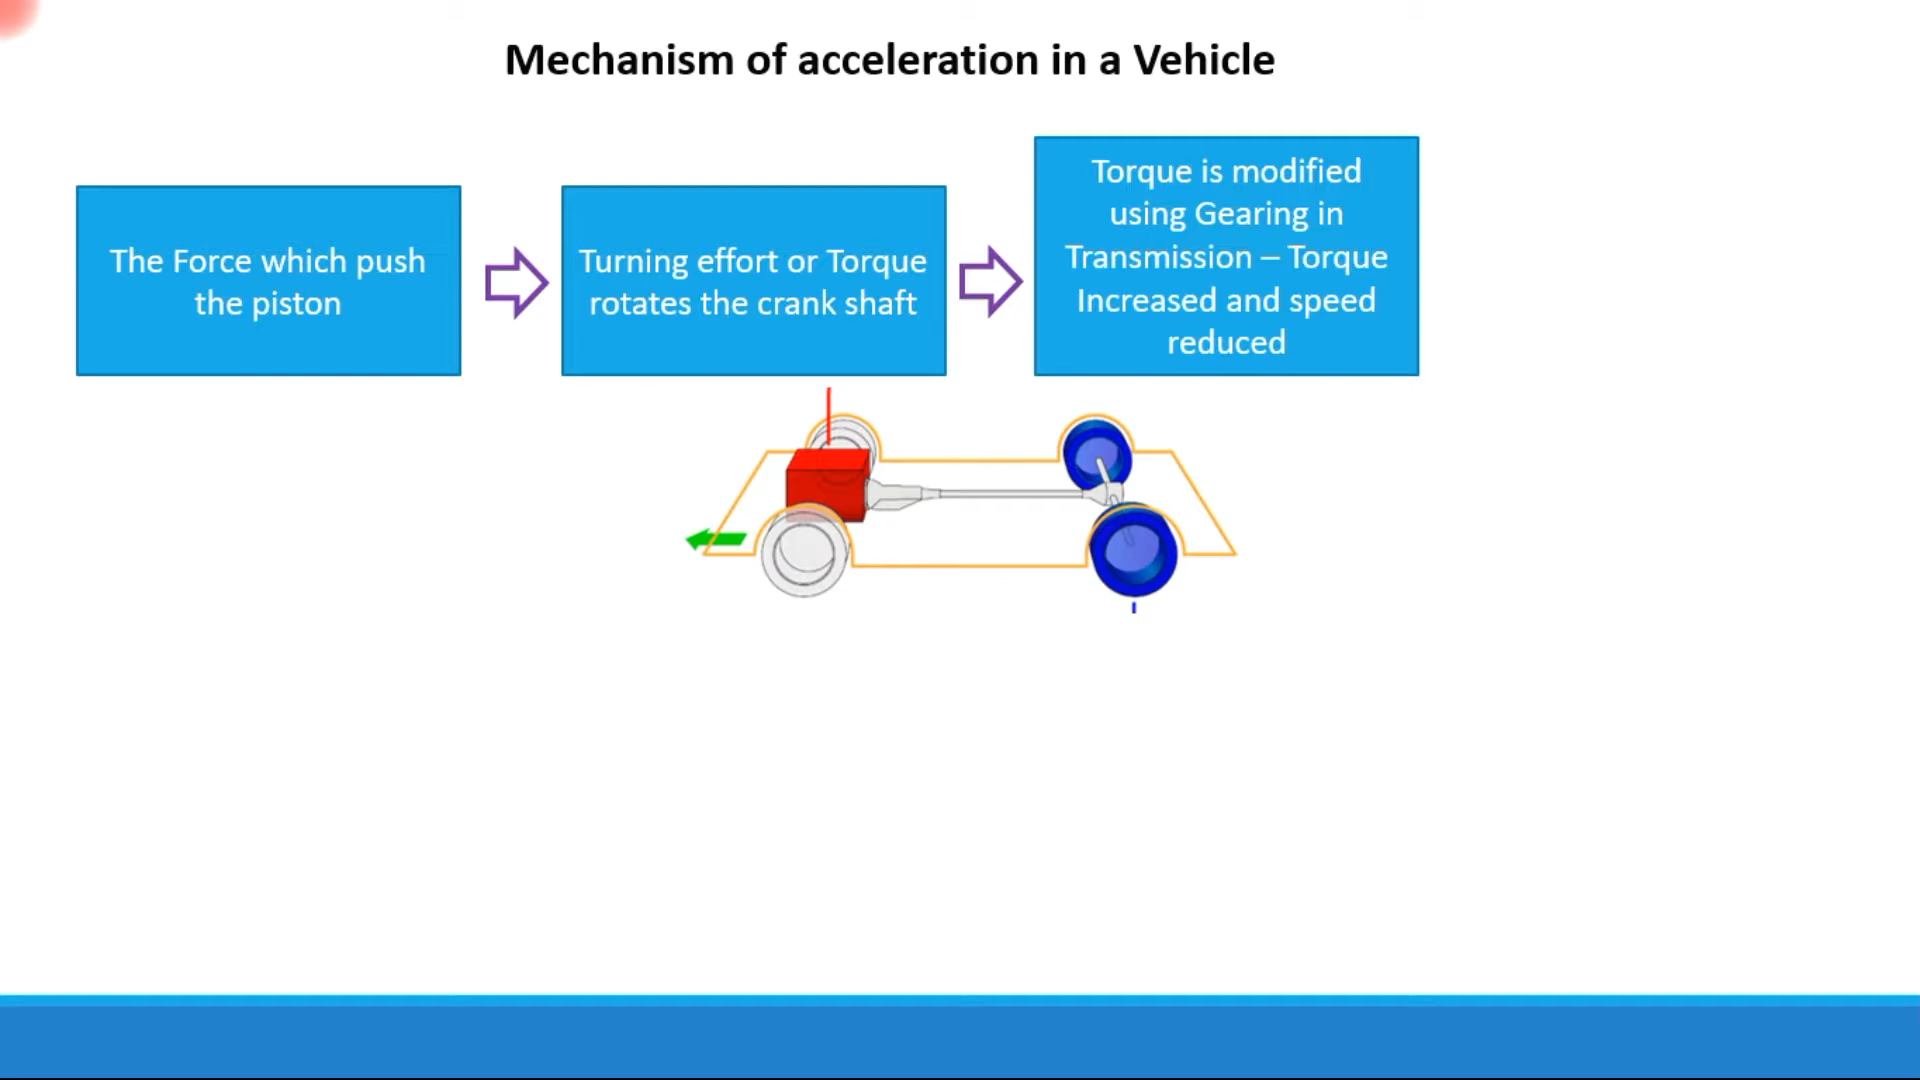 Mechanism of acceleration in a Vehicle
The Force which push
the piston
Turning effort or Torque
rotates the crank shaft
Torque is modified
using Gearing in
Transmission – Torque
Increased and speed
reduced